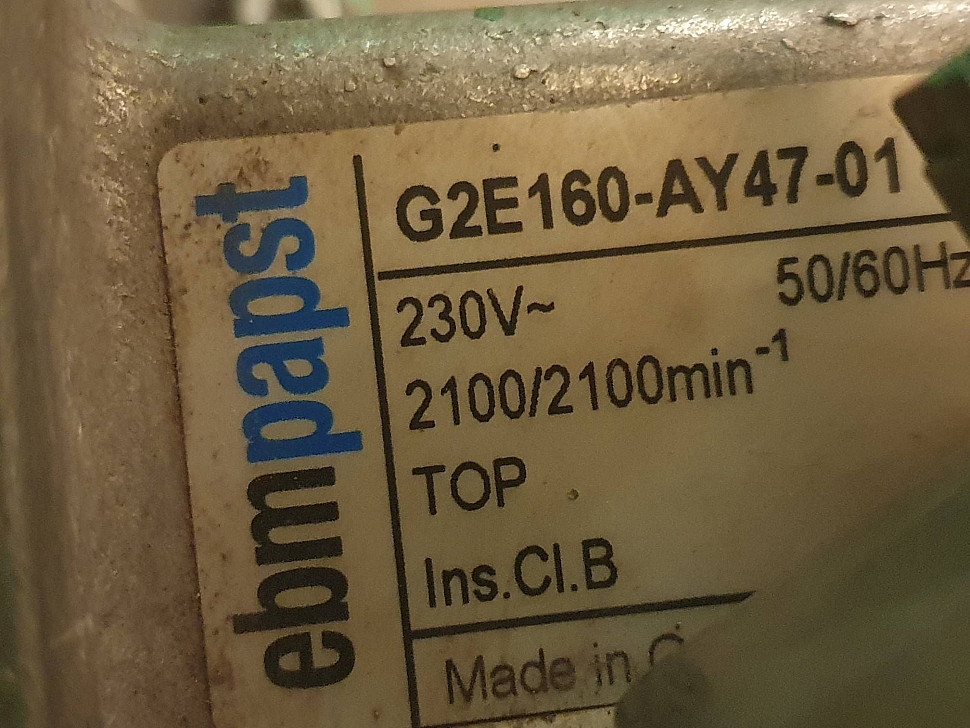 ebmpapst
G2E160-AY47-01
230V~ 50/60Hz
2100/2100min⁻¹
TOP
Ins.Cl.B
Made in